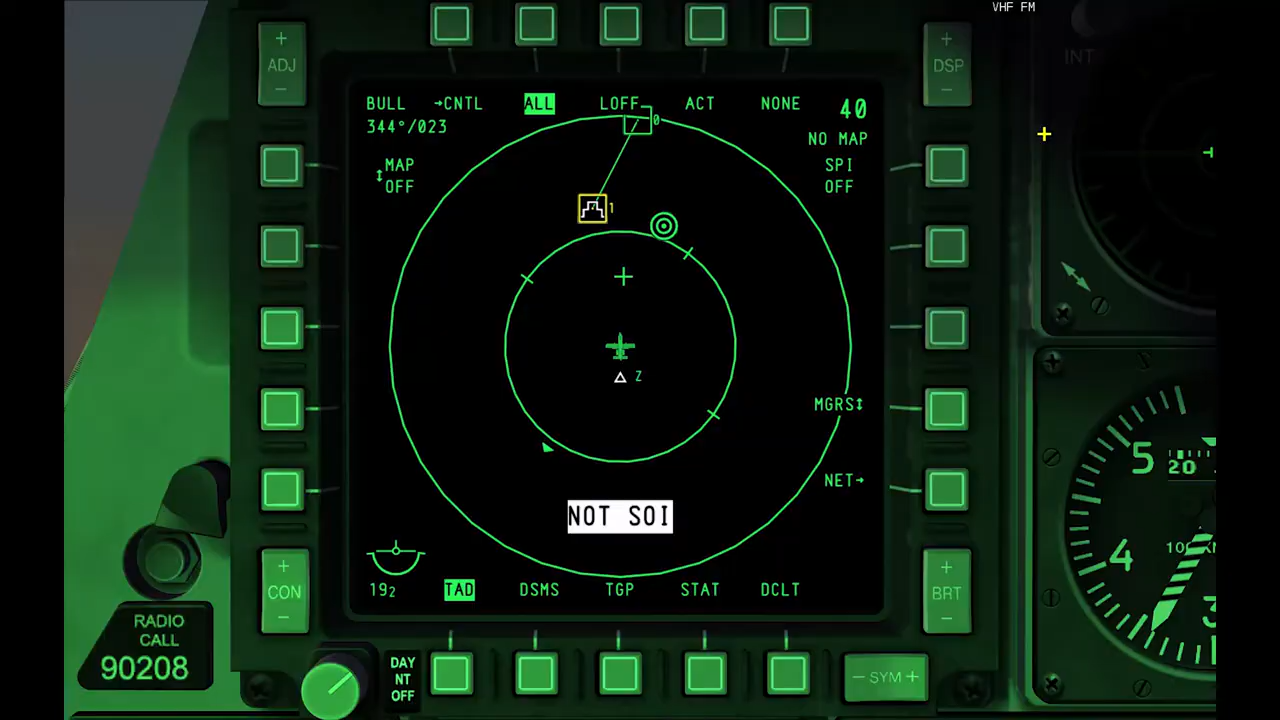 VHF FM
INT
+
ADJ
−
+
DSP
−
BULL →CNTL ALL LOFF ACT NONE 40
344°/023
0
NO MAP
↕MAP
OFF
SPI
OFF
1
Z
MGRS↕
NET→
5
20
NOT SOI
4
192
TAD DSMS TGP STAT DCLT
+
CON
−
+
BRT
−
3
RADIO
CALL
90208
DAY
NT
OFF
− SYM +